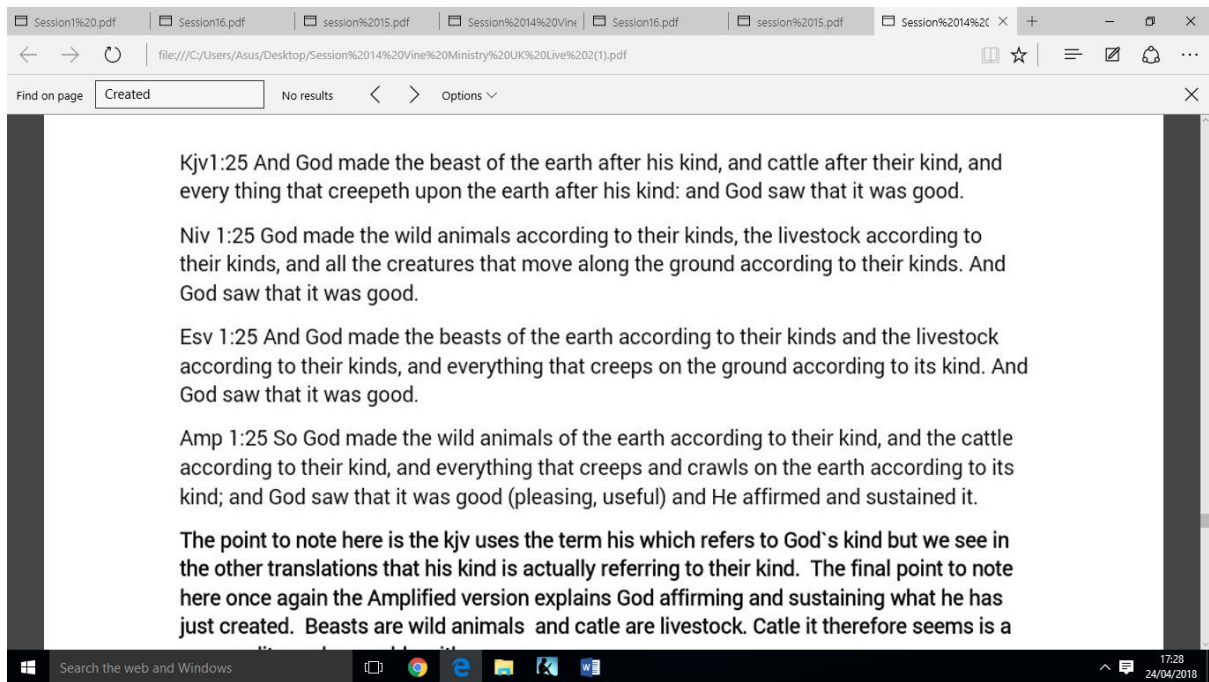 Session1%20.pdf
Session16.pdf
session%2015.pdf
Session%2014%20Vine
Session16.pdf
session%2015.pdf
Session%2014%20
file:///C:/Users/Asus/Desktop/Session%2014%20Vine%20Ministry%20UK%20Live%202(1).pdf
Find on page Created No results Options
Kjv1:25 And God made the beast of the earth after his kind, and cattle after their kind, and
every thing that creepeth upon the earth after his kind: and God saw that it was good.
Niv 1:25 God made the wild animals according to their kinds, the livestock according to
their kinds, and all the creatures that move along the ground according to their kinds. And
God saw that it was good.
Esv 1:25 And God made the beasts of the earth according to their kinds and the livestock
according to their kinds, and everything that creeps on the ground according to its kind. And
God saw that it was good.
Amp 1:25 So God made the wild animals of the earth according to their kind, and the cattle
according to their kind, and everything that creeps and crawls on the earth according to its
kind; and God saw that it was good (pleasing, useful) and He affirmed and sustained it.
The point to note here is the kjv uses the term his which refers to God`s kind but we see in
the other translations that his kind is actually referring to their kind.  The final point to note
here once again the Amplified version explains God affirming and sustaining what he has
just created.  Beasts are wild animals  and catle are livestock. Catle it therefore seems is a
Search the web and Windows
17:28
24/04/2018